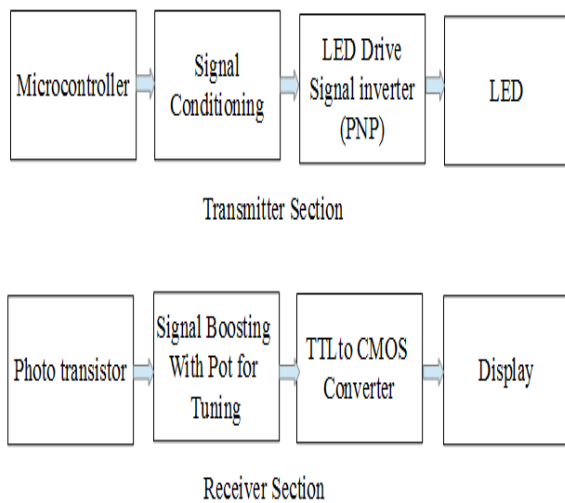 Microcontroller
Signal
Conditioning
LED Drive
Signal inverter
(PNP)
LED
Transmitter Section
Photo transistor
Signal Boosting
With Pot for
Tuning
TTL to CMOS
Converter
Display
Receiver Section